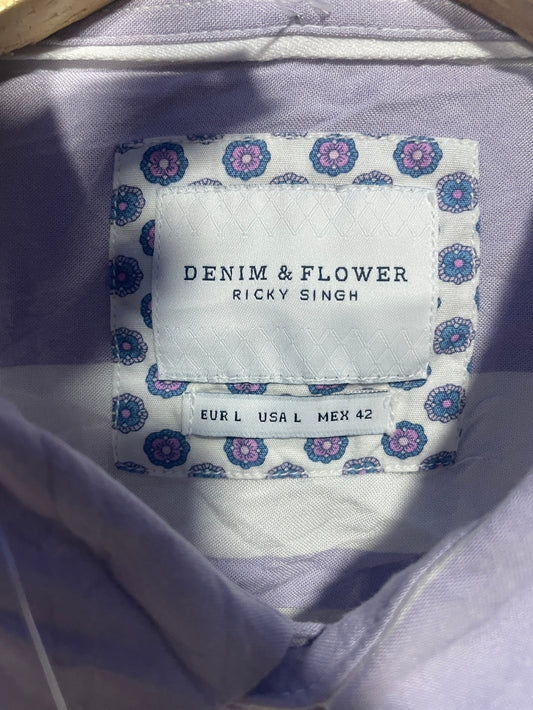 DENIM & FLOWER
RICKY SINGH
EUR L USA L MEX 42